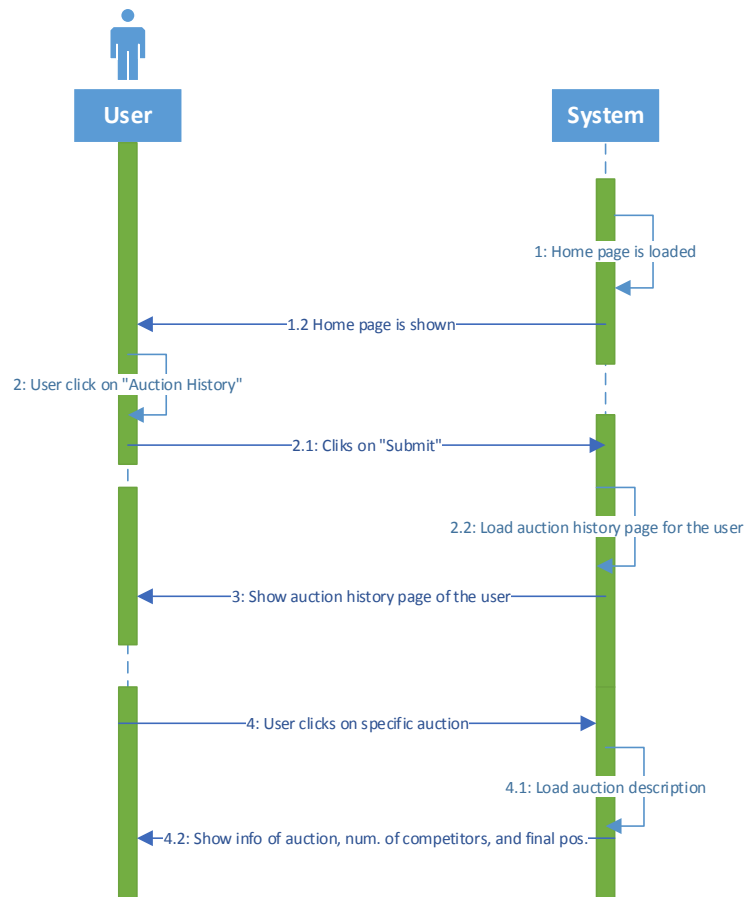 User
System
1: Home page is loaded
1.2 Home page is shown
2: User click on "Auction History"
2.1: Cliks on "Submit"
2.2: Load auction history page for the user
3: Show auction history page of the user
4: User clicks on specific auction
4.1: Load auction description
4.2: Show info of auction, num. of competitors, and final pos.